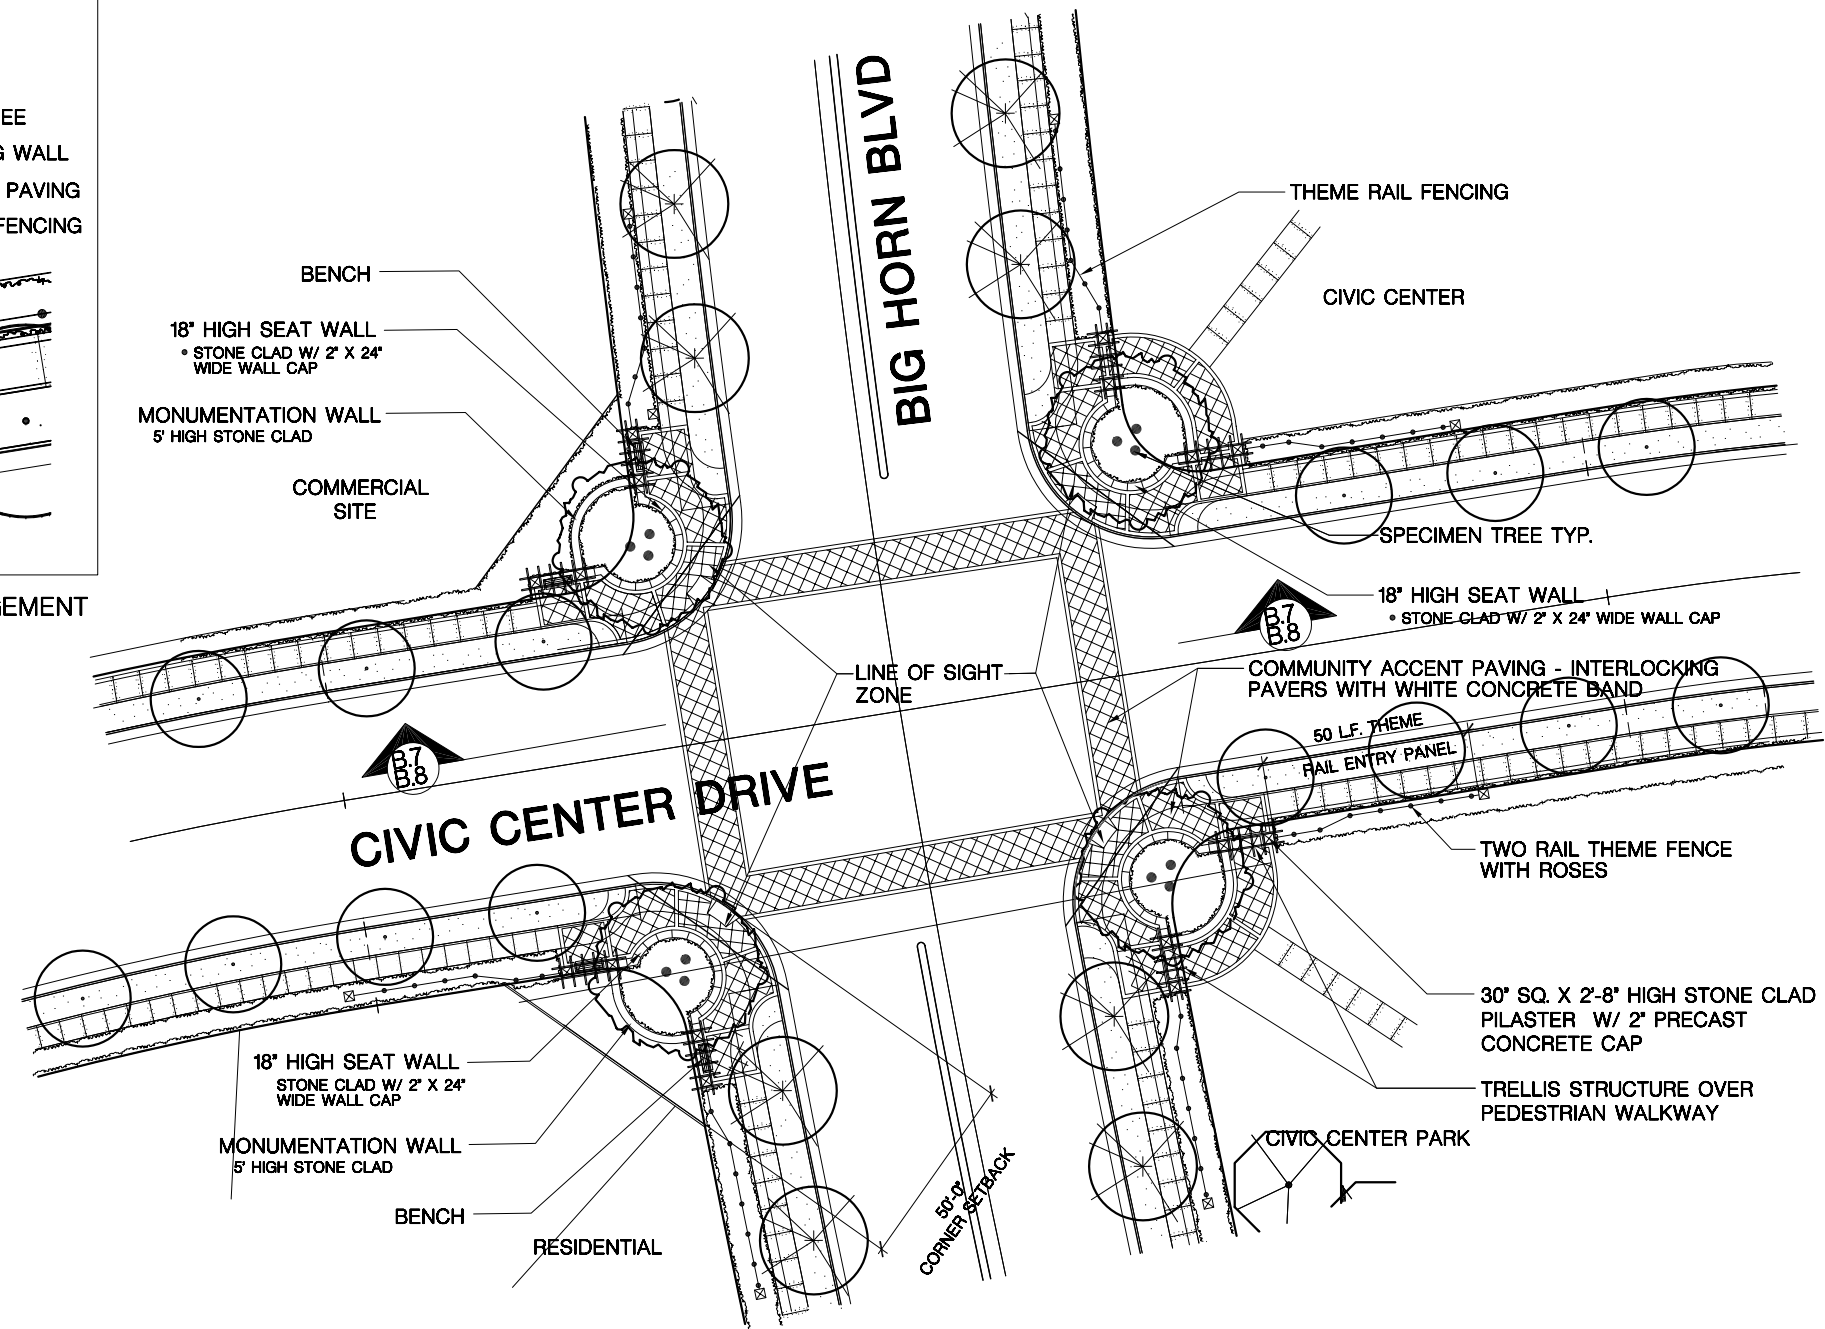 EE
WALL
PAVING
FENCING
GEMENT
BIG HORN BLVD
THEME RAIL FENCING
CIVIC CENTER
BENCH
18" HIGH SEAT WALL
• STONE CLAD W/ 2" X 24"
WIDE WALL CAP
MONUMENTATION WALL
5' HIGH STONE CLAD
COMMERCIAL
SITE
SPECIMEN TREE TYP.
18" HIGH SEAT WALL
• STONE CLAD W/ 2" X 24" WIDE WALL CAP
B.7
B.8
LINE OF SIGHT
ZONE
COMMUNITY ACCENT PAVING - INTERLOCKING
PAVERS WITH WHITE CONCRETE BAND
50 L.F. THEME
RAIL ENTRY PANEL
B.7
B.8
CIVIC CENTER DRIVE
TWO RAIL THEME FENCE
WITH ROSES
30" SQ. X 2'-8" HIGH STONE CLAD
PILASTER W/ 2" PRECAST
CONCRETE CAP
TRELLIS STRUCTURE OVER
PEDESTRIAN WALKWAY
CIVIC CENTER PARK
18" HIGH SEAT WALL
STONE CLAD W/ 2" X 24"
WIDE WALL CAP
MONUMENTATION WALL
5' HIGH STONE CLAD
BENCH
RESIDENTIAL
50'-0"
CORNER SETBACK